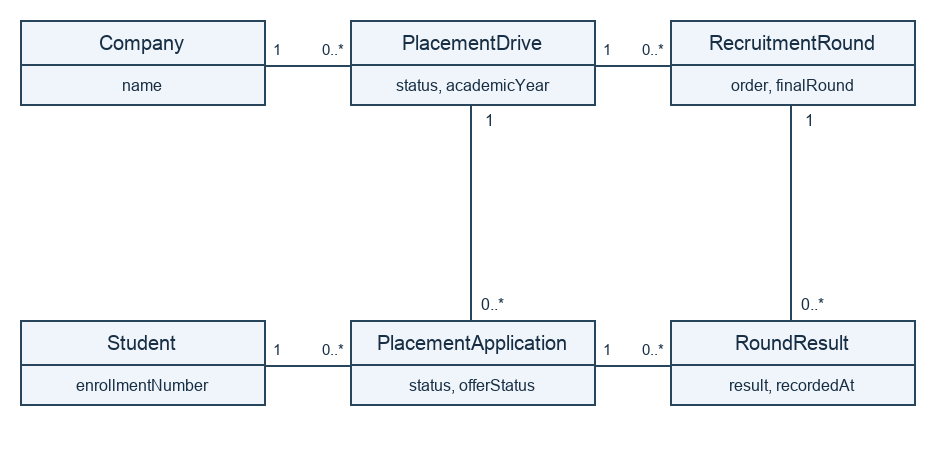 Company
1
0..*
PlacementDrive
1
0..*
RecruitmentRound
name
status, academicYear
order, finalRound
1
1
0..*
0..*
Student
1
0..*
PlacementApplication
1
0..*
RoundResult
enrollmentNumber
status, offerStatus
result, recordedAt